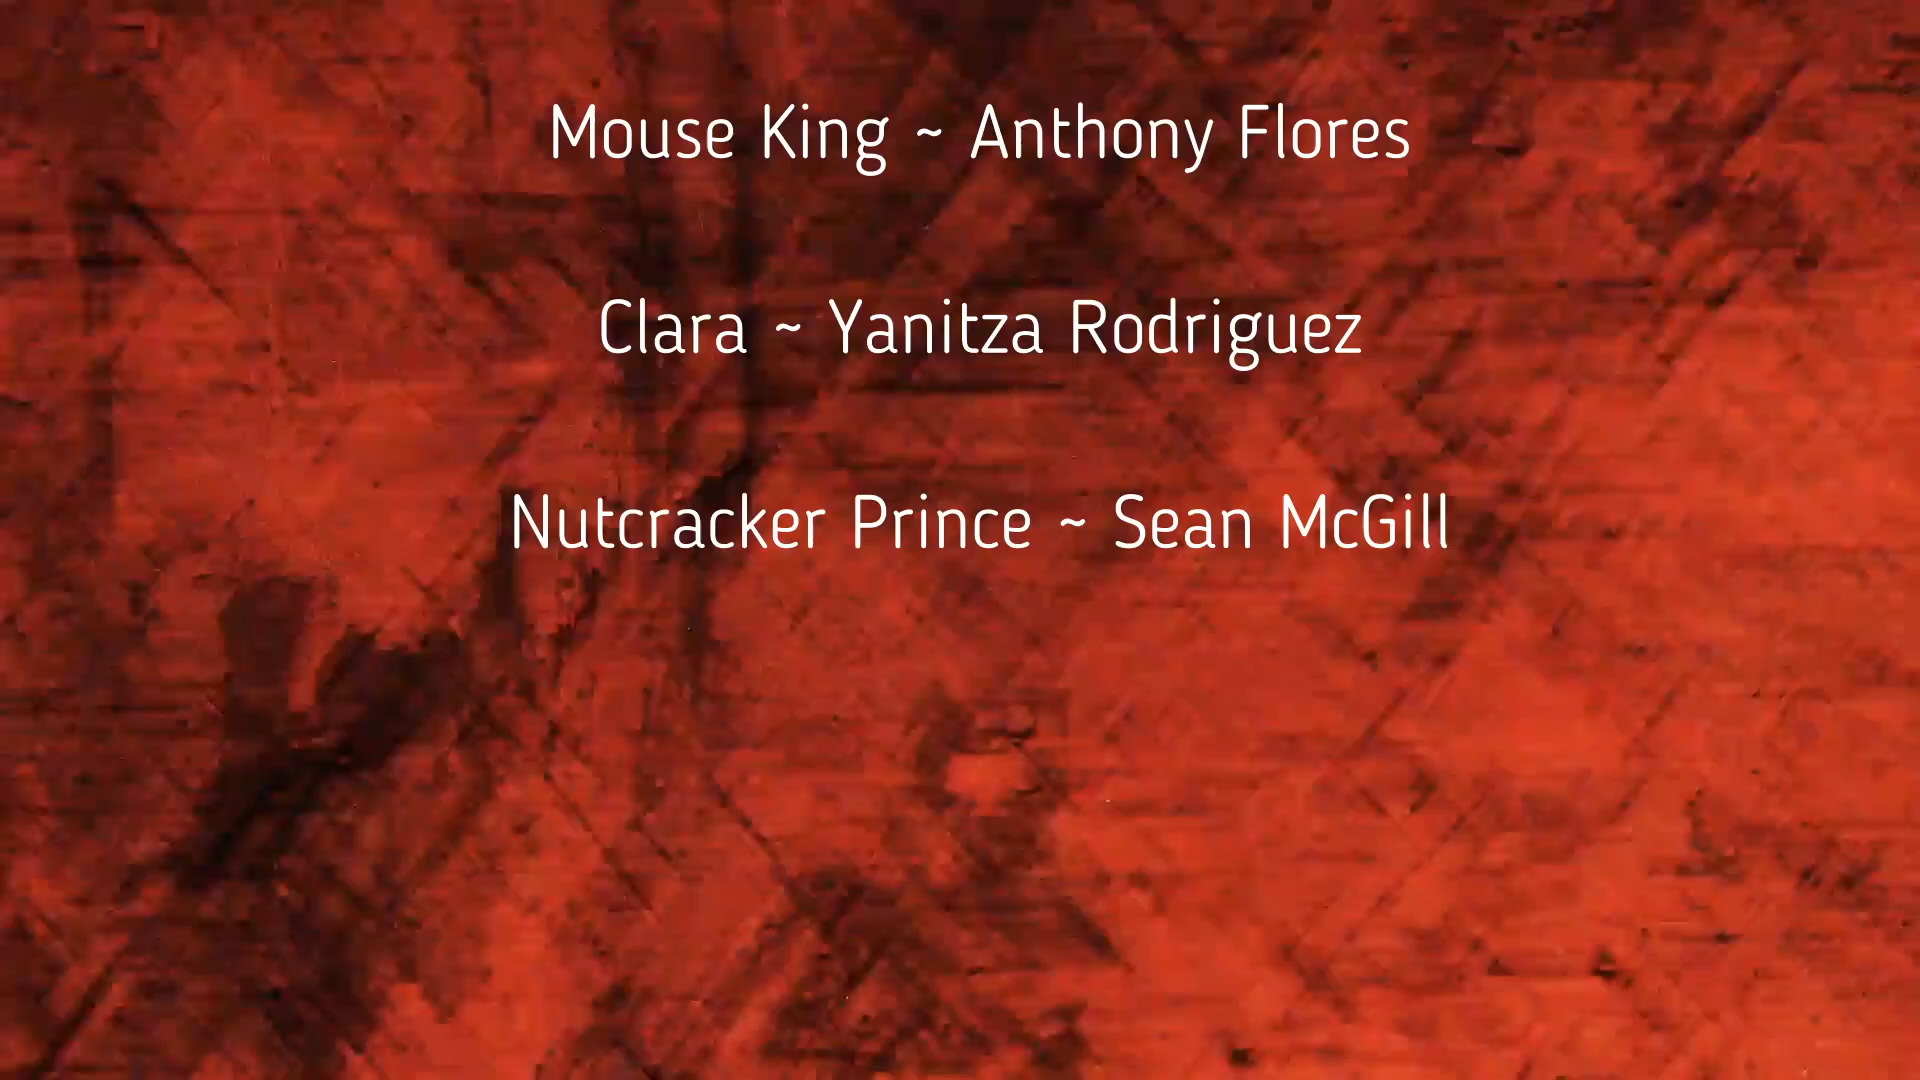 Mouse King ~ Anthony Flores
Clara ~ Yanitza Rodriguez
Nutcracker Prince ~ Sean McGill